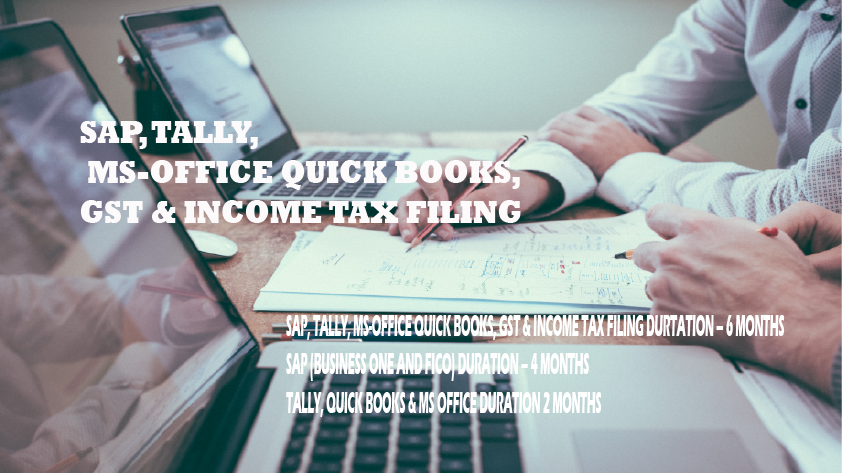 SAP, TALLY,
MS-OFFICE QUICK BOOKS,
GST & INCOME TAX FILING
SAP, TALLY, MS-OFFICE QUICK BOOKS, GST & INCOME TAX FILING DURTATION – 6 MONTHS
SAP (BUSINESS ONE AND FICO) DURATION – 4 MONTHS
TALLY, QUICK BOOKS & MS OFFICE DURATION 2 MONTHS